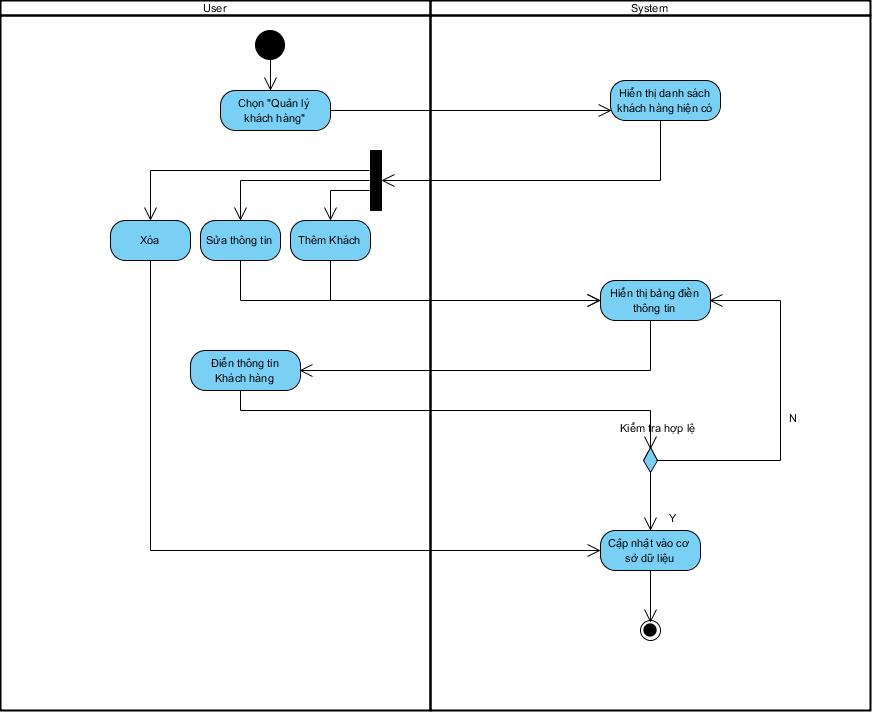 User
System
Chọn "Quản lý
khách hàng"
Hiển thị danh sách
khách hàng hiện có
Xóa
Sửa thông tin
Thêm Khách
Hiển thị bảng điền
thông tin
Điền thông tin
Khách hàng
Kiểm tra hợp lệ
N
Y
Cập nhật vào cơ
sở dữ liệu